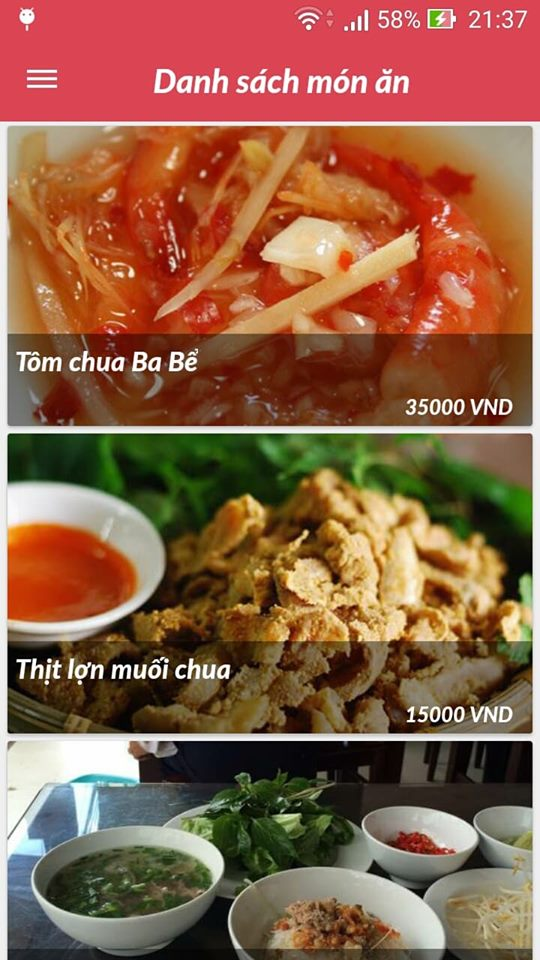 58%
21:37
Danh sách món ăn
Tôm chua Ba Bể
35000 VND
Thịt lợn muối chua
15000 VND